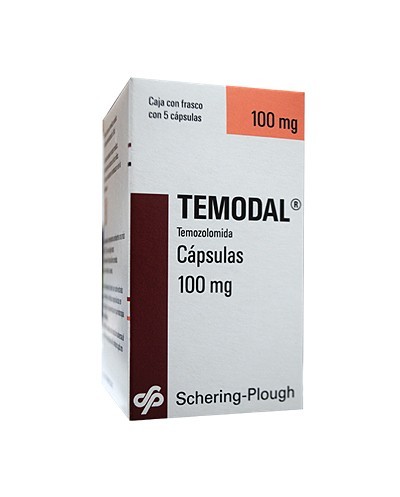 Caja con frasco
con 5 cápsulas
100 mg
TEMODAL®
Temozolomida
Cápsulas
100 mg
Schering-Plough